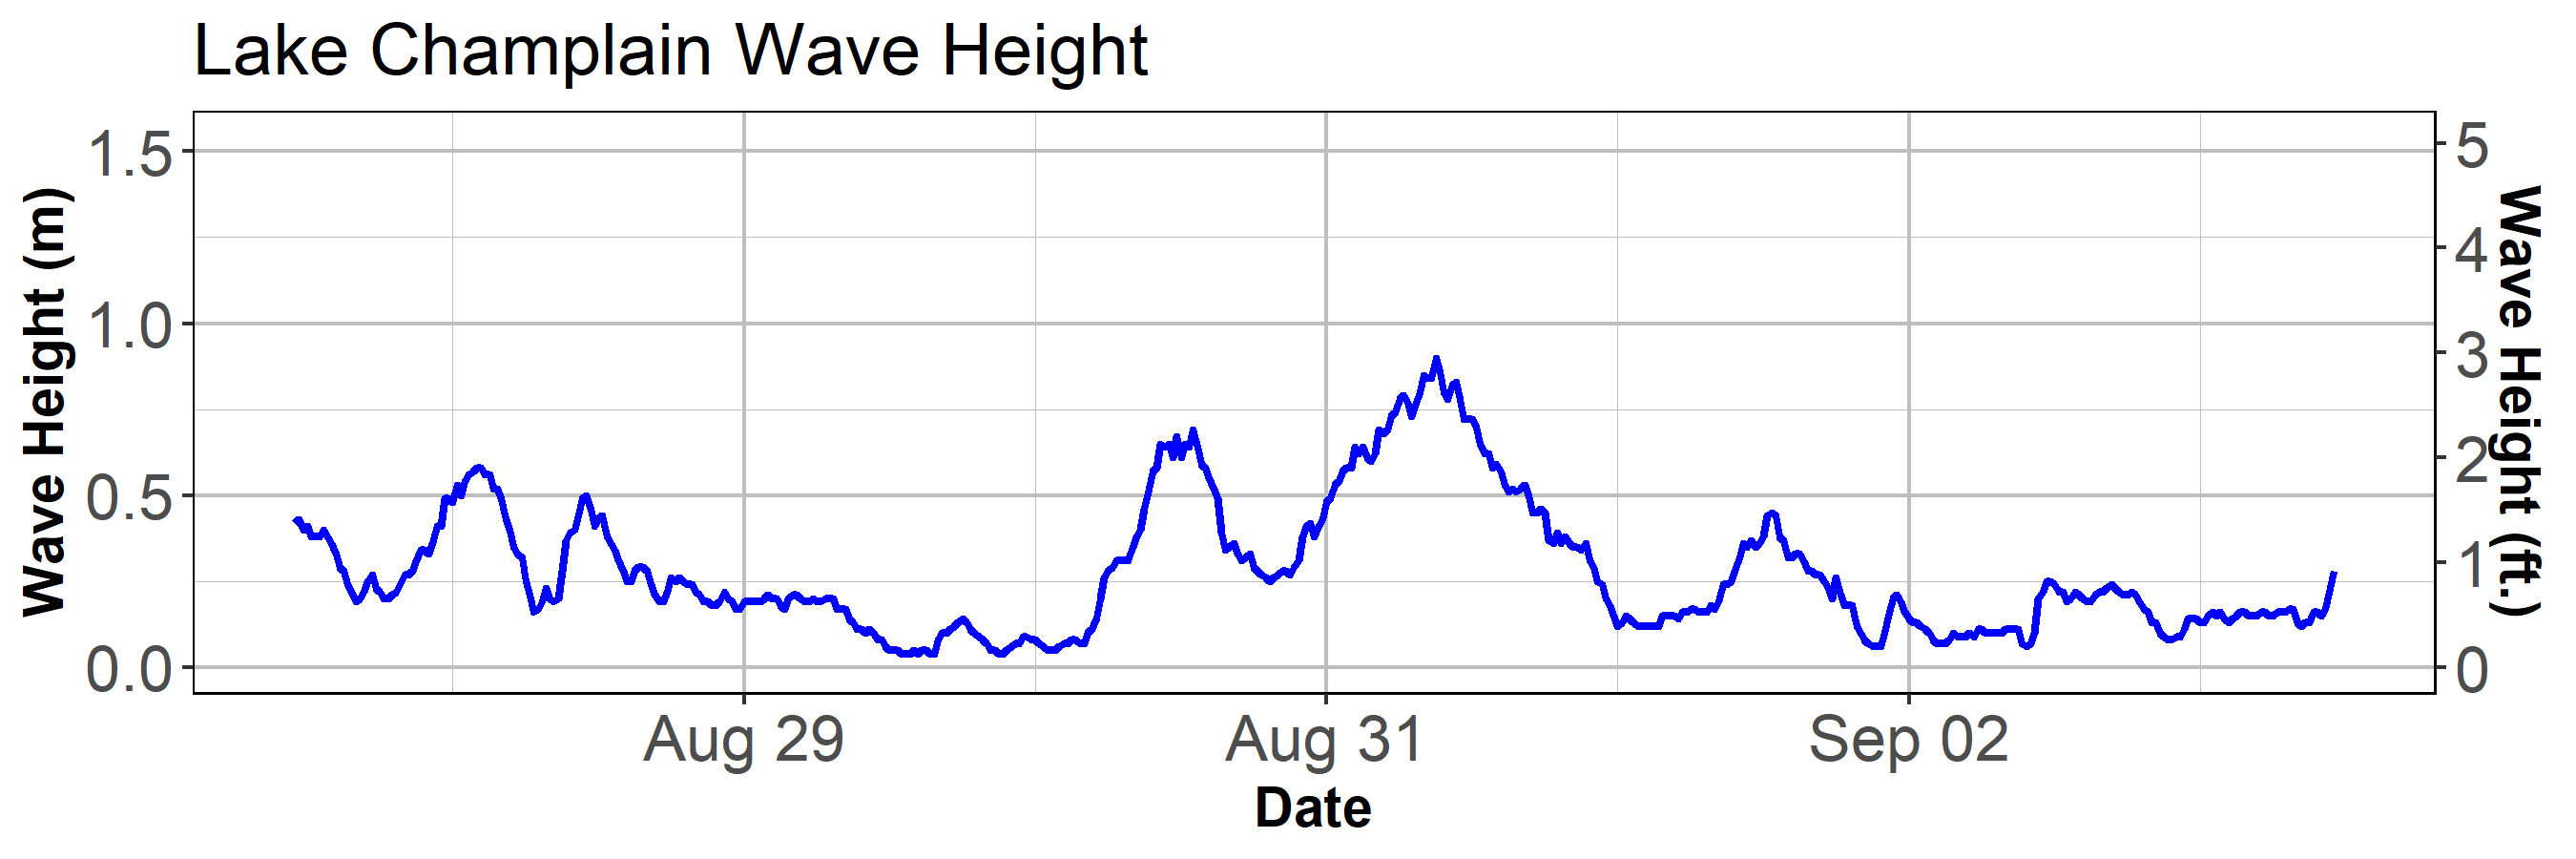 Lake Champlain Wave Height
Wave Height (m)
1.5
1.0
0.5
0.0
5
4
3
2
1
0
Wave Height (ft.)
Aug 29
Aug 31
Sep 02
Date